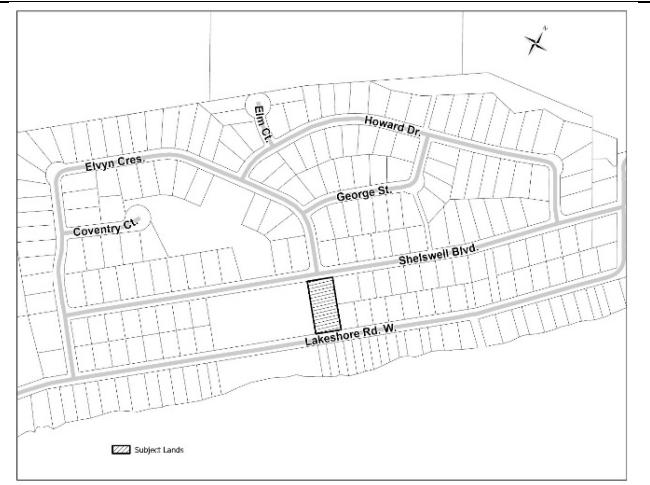 N
Elm Ct.
Howard Dr.
Elvyn Cres.
George St.
Coventry Ct.
Shelswell Blvd.
Lakeshore Rd. W.
Subject Lands